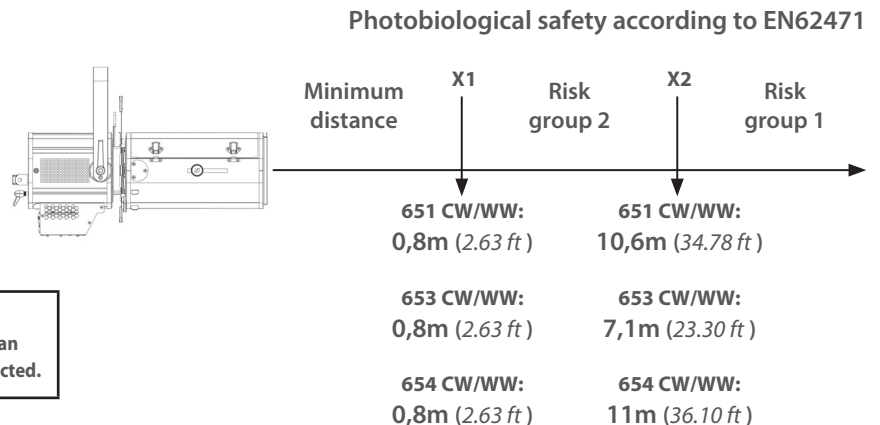 Photobiological safety according to EN62471
Minimum distance
X1
Risk group 2
X2
Risk group 1
651 CW/WW: 651 CW/WW:
0,8m (2.63 ft ) 10,6m (34.78 ft )
653 CW/WW: 653 CW/WW:
0,8m (2.63 ft ) 7,1m (23.30 ft )
an
cted.
654 CW/WW: 654 CW/WW:
0,8m (2.63 ft ) 11m (36.10 ft )